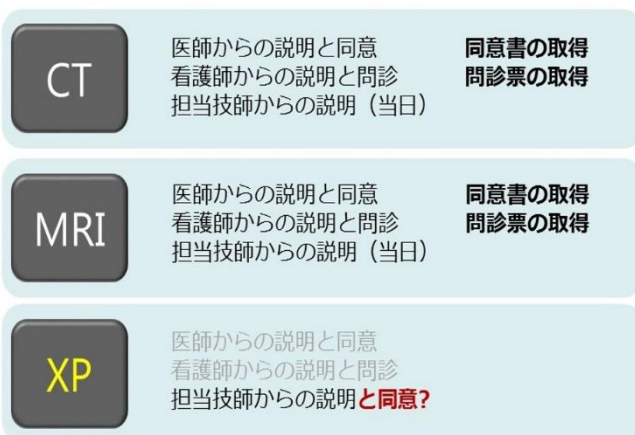 CT
医師からの説明と同意 同意書の取得
看護師からの説明と問診 問診票の取得
担当技師からの説明（当日）
MRI
医師からの説明と同意 同意書の取得
看護師からの説明と問診 問診票の取得
担当技師からの説明（当日）
XP
医師からの説明と同意
看護師からの説明と問診
担当技師からの説明と同意?